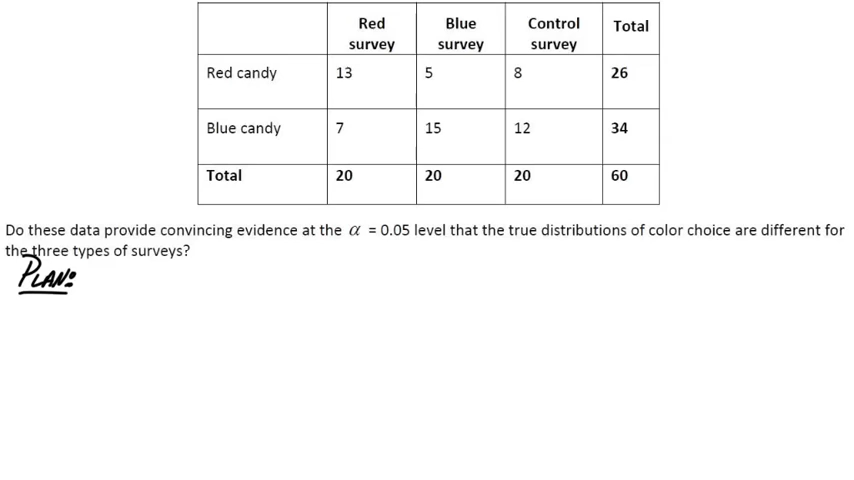 Red survey Blue survey Control survey Total
Red candy 13 5 8 26
Blue candy 7 15 12 34
Total 20 20 20 60
Do these data provide convincing evidence at the α = 0.05 level that the true distributions of color choice are different for
the three types of surveys?
PLAN: